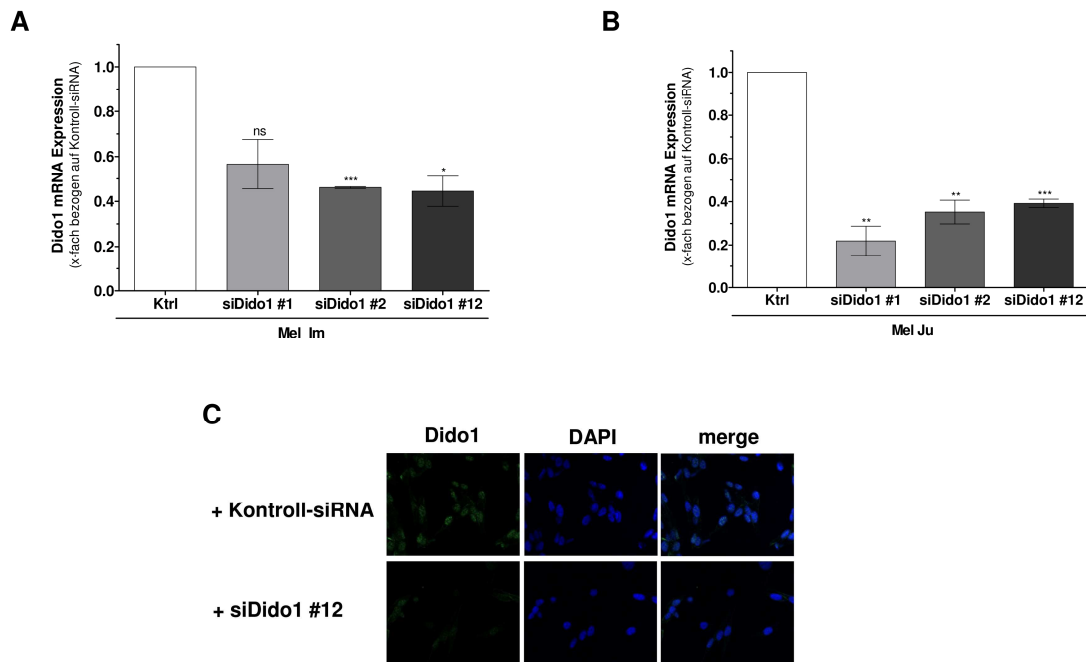 A
Dido1 mRNA Expression
(x-fach bezogen auf Kontroll-siRNA)
1.0
0.8
0.6
0.4
0.2
0.0
ns
***
*
Ktrl siDido1 #1 siDido1 #2 siDido1 #12
Mel Im
B
Dido1 mRNA Expression
(x-fach bezogen auf Kontroll-siRNA)
1.0
0.8
0.6
0.4
0.2
0.0
**
**
***
Ktrl siDido1 #1 siDido1 #2 siDido1 #12
Mel Ju
C
Dido1 DAPI merge
+ Kontroll-siRNA
+ siDido1 #12